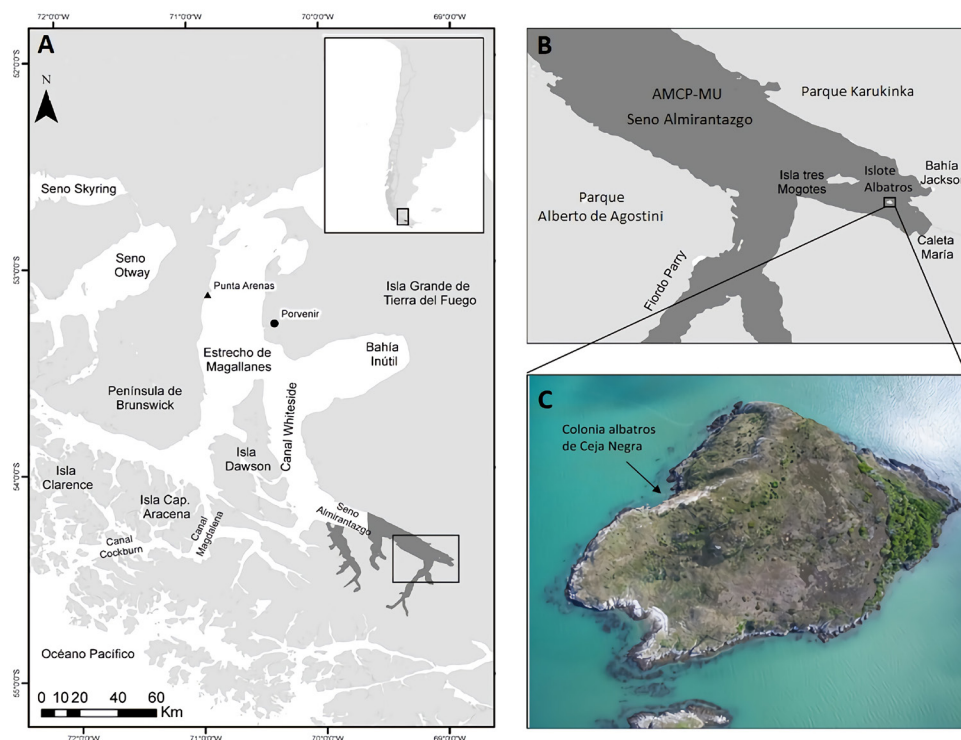 72°0'0"W
71°0'0"W
70°0'0"W
69°0'0"W
A
N
52°0'0"S
53°0'0"S
54°0'0"S
55°0'0"S
Seno Skyring
Seno
Otway
Punta Arenas
Porvenir
Isla Grande de
Tierra del Fuego
Estrecho de
Magallanes
Bahía
Inútil
Península de
Brunswick
Canal Whiteside
Isla
Dawson
Isla
Clarence
Isla Cap.
Aracena
Canal
Magdalena
Seno
Almirantazgo
Canal
Cockburn
Océano Pacífico
0 10 20 40 60
Km
72°0'0"W
71°0'0"W
70°0'0"W
69°0'0"W
B
AMCP-MU
Seno Almirantazgo
Parque Karukinka
Isla tres
Mogotes
Islote
Albatros
Bahía
Jackson
Parque
Alberto de Agostini
Caleta
María
Fiordo Parry
C
Colonia albatros
de Ceja Negra